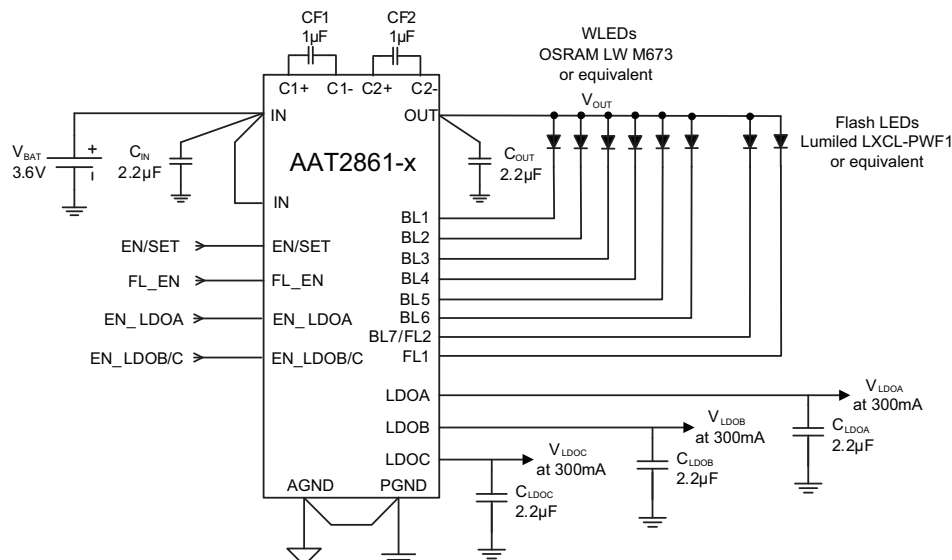 CF1
1µF
CF2
1µF
WLEDs
OSRAM LW M673
or equivalent
C1+ C1- C2+ C2-
IN
OUT
VOUT
Flash LEDs
Lumiled LXCL-PWF1
or equivalent
VBAT
3.6V
+
–
CIN
2.2µF
AAT2861-x
COUT
2.2µF
IN
BL1
BL2
BL3
BL4
BL5
BL6
BL7/FL2
FL1
EN/SET
EN/SET
FL_EN
FL_EN
EN_LDOA
EN_LDOA
EN_LDOB/C
EN_LDOB/C
LDOA
VLDOA
at 300mA
CLDOA
2.2µF
LDOB
VLDOB
at 300mA
CLDOB
2.2µF
LDOC
VLDOC
at 300mA
CLDOC
2.2µF
AGND
PGND